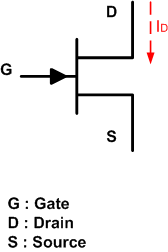 D
ID
G
S
G : Gate
D : Drain
S : Source